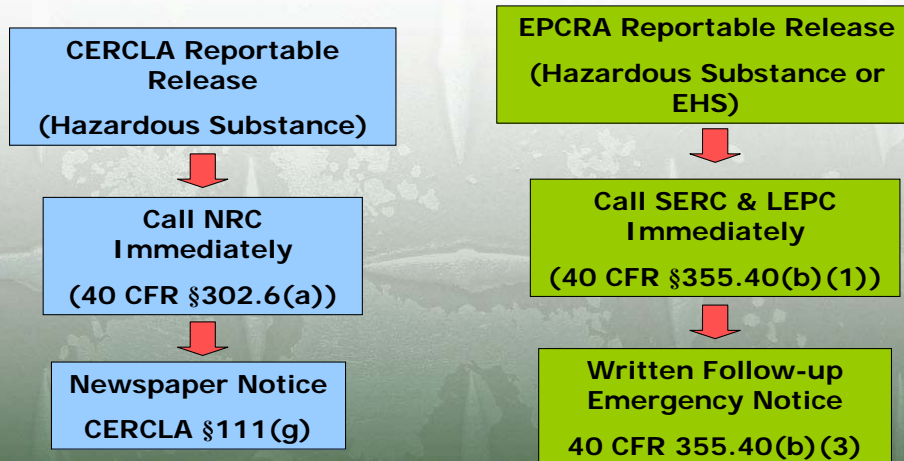 CERCLA Reportable
Release
(Hazardous Substance)
Call NRC
Immediately
(40 CFR §302.6(a))
Newspaper Notice
CERCLA §111(g)
EPCRA Reportable Release
(Hazardous Substance or
EHS)
Call SERC & LEPC
Immediately
(40 CFR §355.40(b)(1))
Written Follow-up
Emergency Notice
40 CFR 355.40(b)(3)